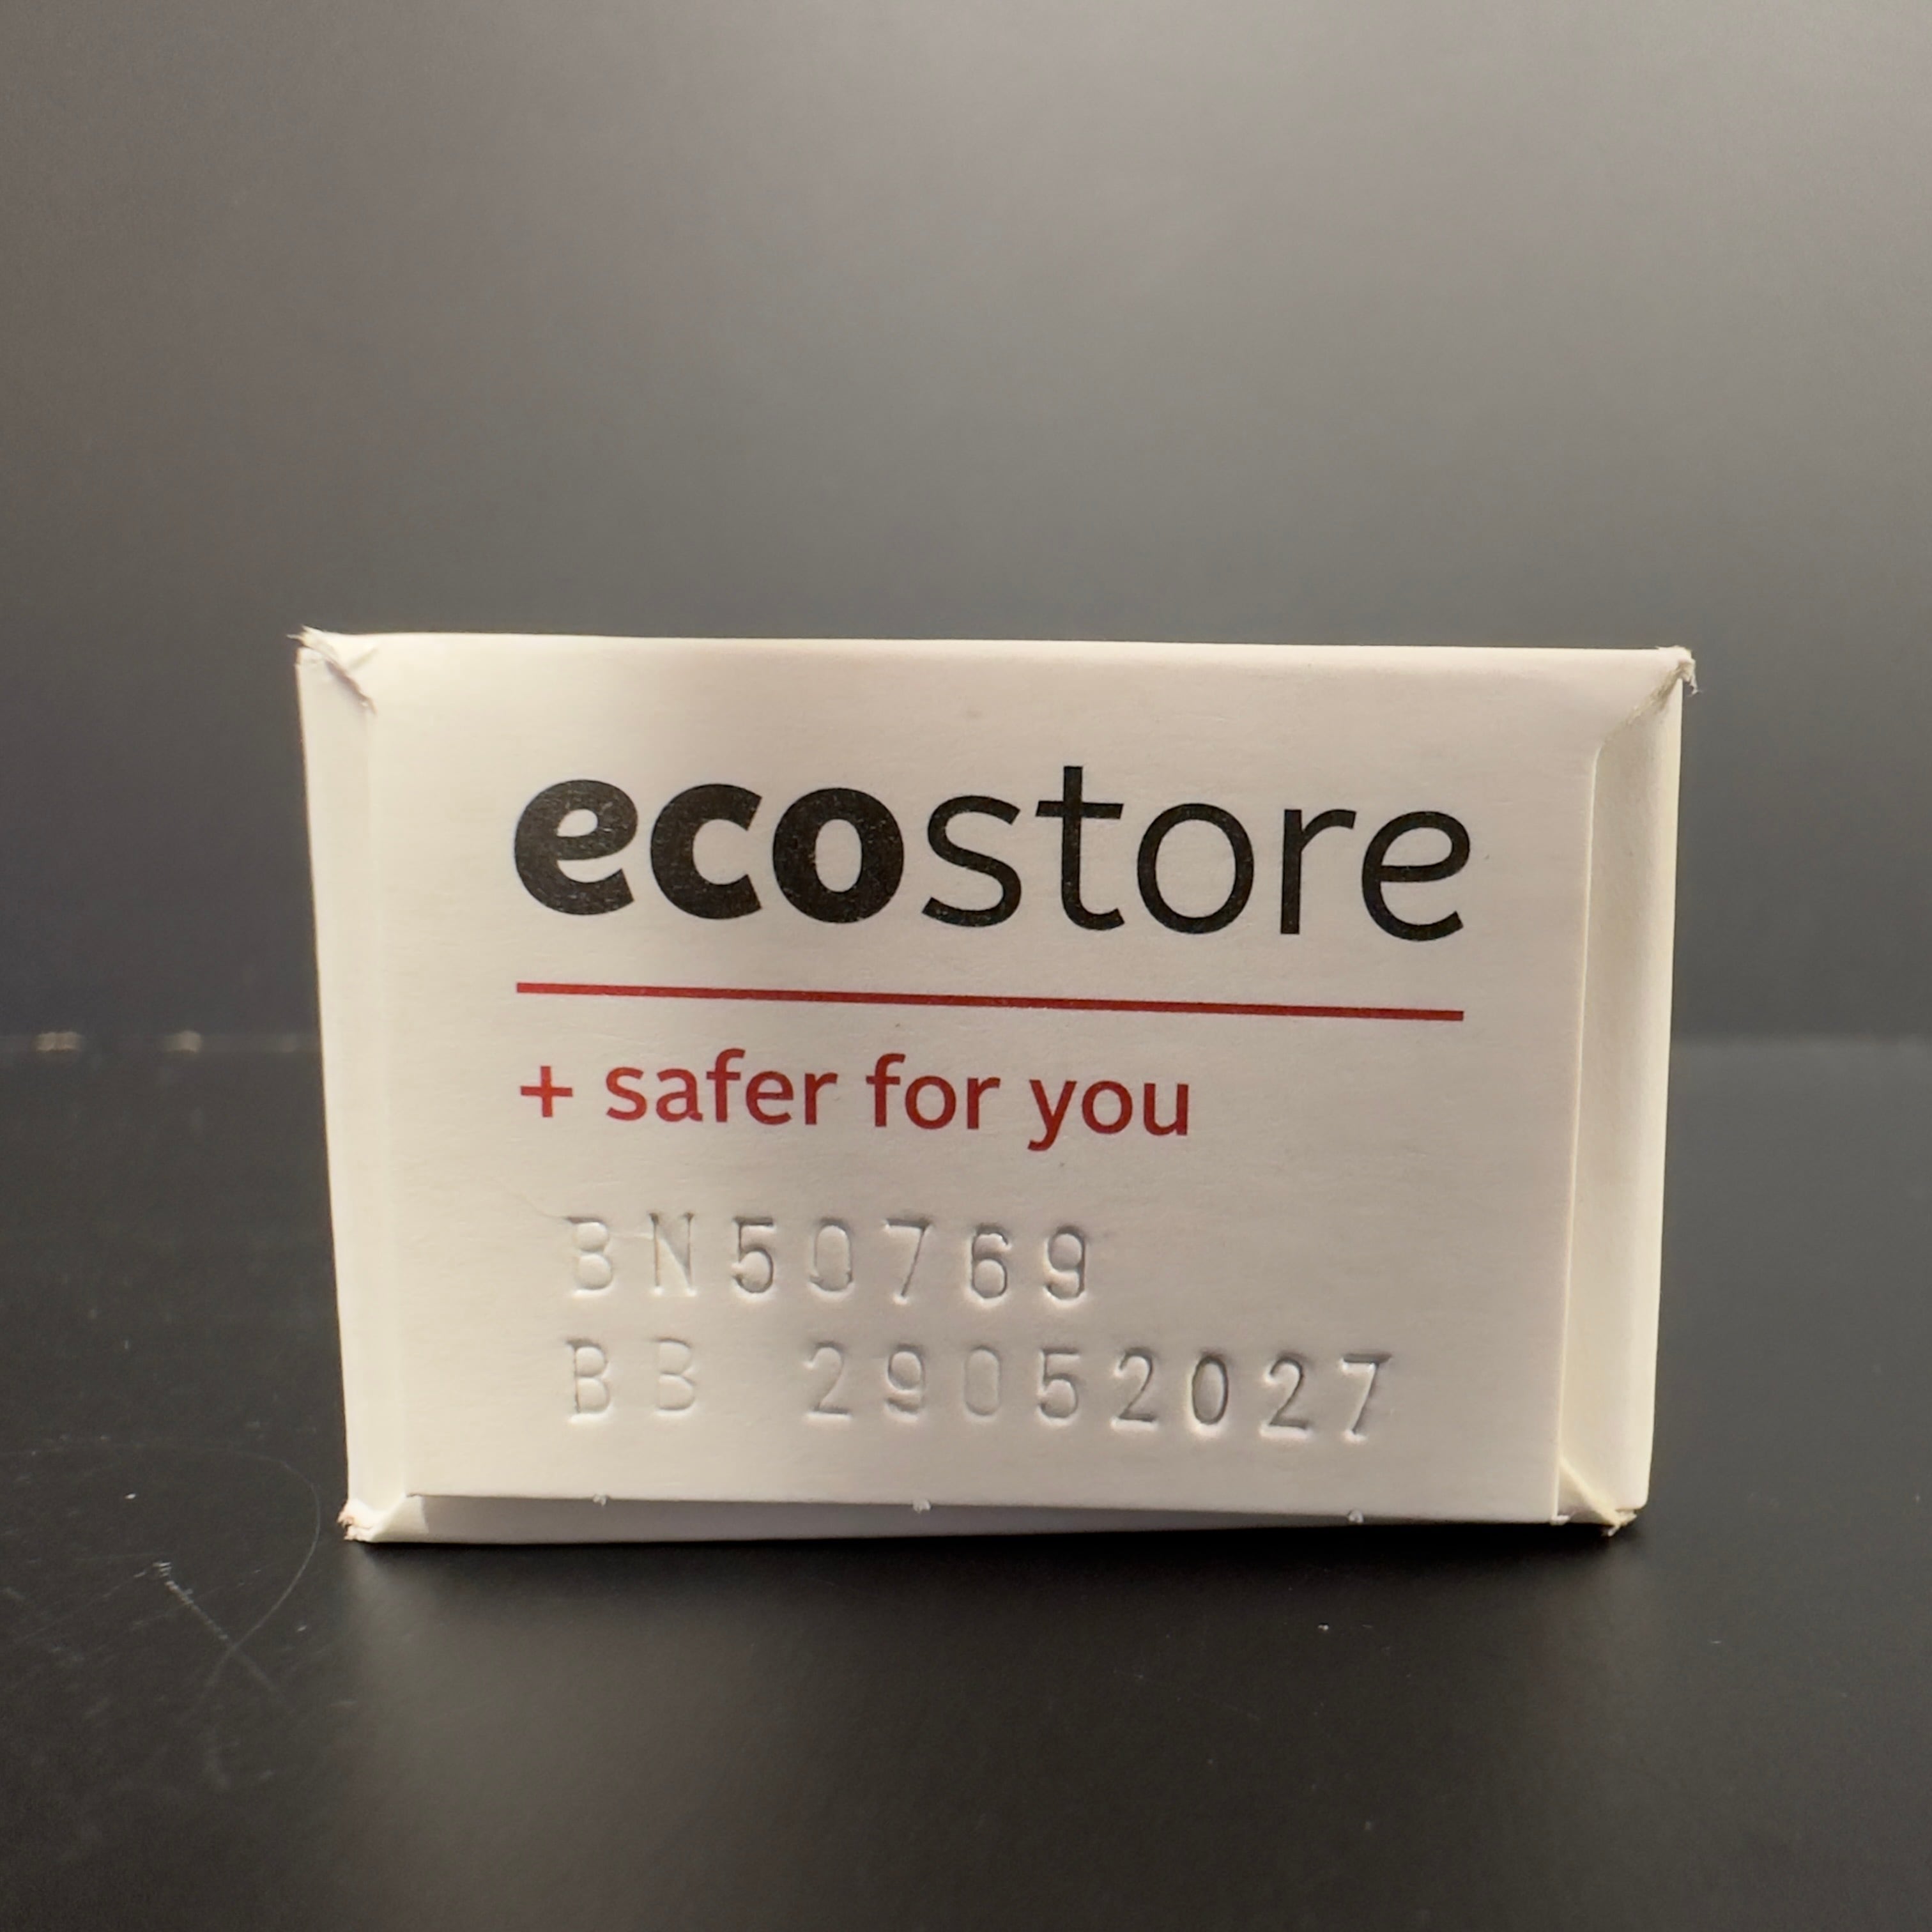 ecostore
+ safer for you
BN50769
BB 29052027